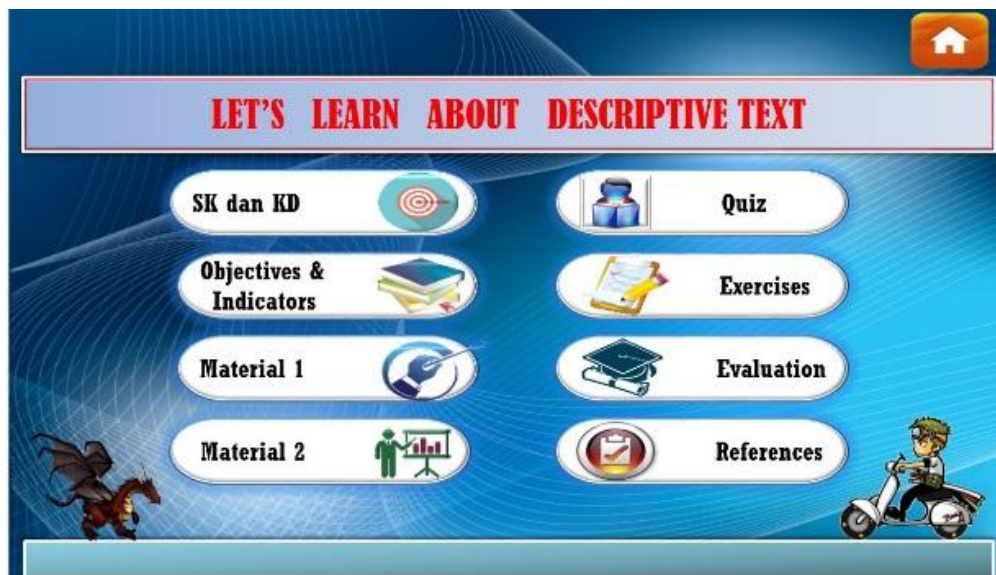 LET'S LEARN ABOUT DESCRIPTIVE TEXT
SK dan KD
Objectives &
Indicators
Material 1
Material 2
Quiz
Exercises
Evaluation
References